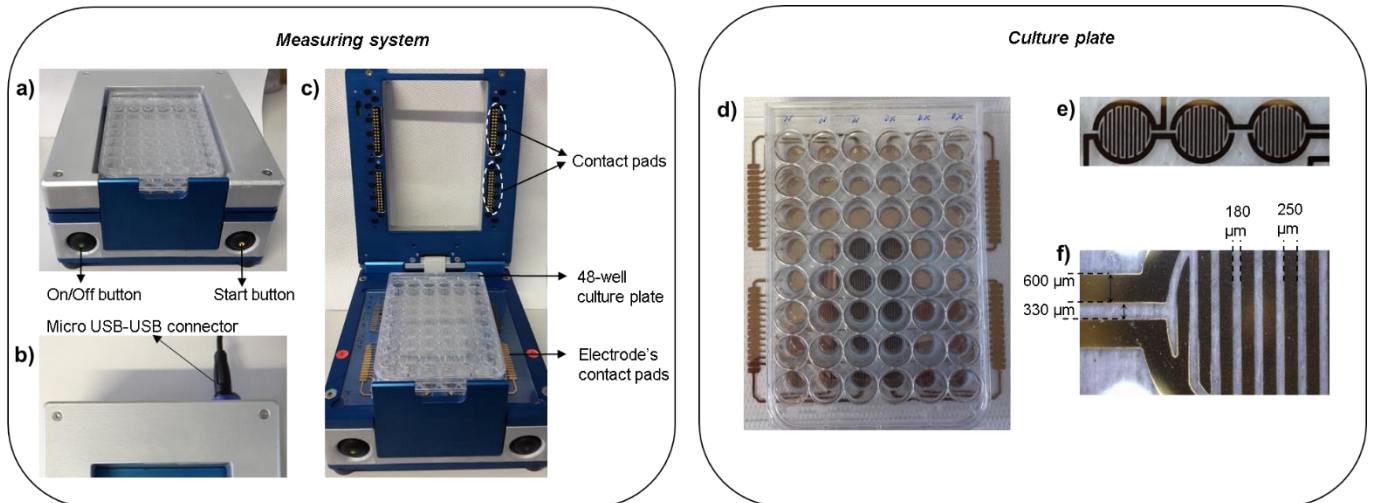 Measuring system
a)
On/Off button
Start button
Micro USB-USB connector
b)
c)
Contact pads
48-well
culture plate
Electrode's
contact pads
Culture plate
d)
e)
f)
180
µm
250
µm
600 µm
330 µm